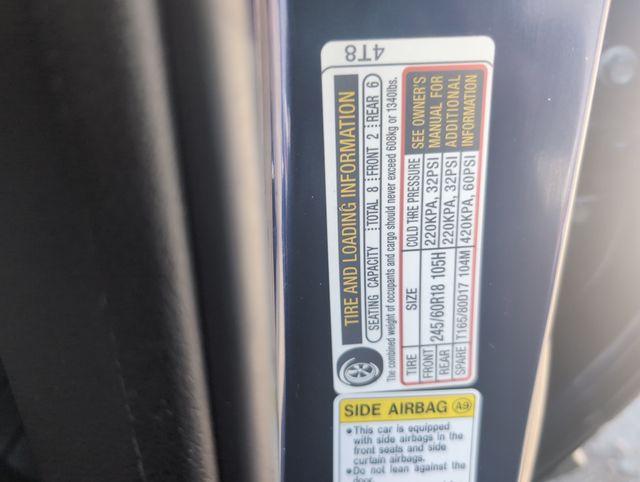 4T8
TIRE AND LOADING INFORMATION
SEATING CAPACITY TOTAL 8 FRONT 2 REAR 6
The combined weight of occupants and cargo should never exceed 608kg or 1340lbs.
TIRE SIZE COLD TIRE PRESSURE
FRONT 245/60R18 105H 220KPA, 32PSI
REAR 220KPA, 32PSI
SPARE T165/80D17 104M 420KPA, 60PSI
SEE OWNER'S
MANUAL FOR
ADDITIONAL
INFORMATION
SIDE AIRBAG A9
•This car is equipped
with side airbags in the
front seats and side
curtain airbags.
•Do not lean against the
door.